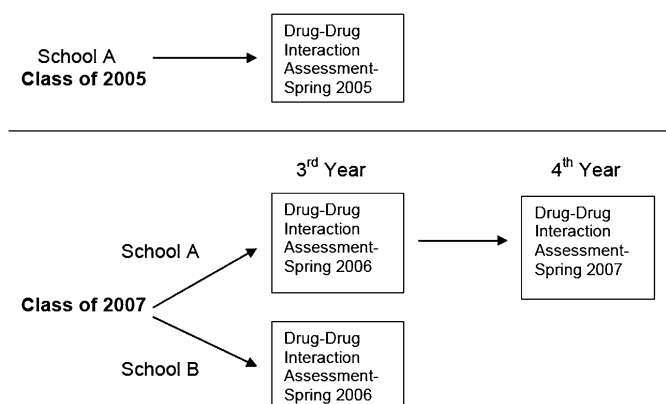 School A
Class of 2005
Drug-Drug
Interaction
Assessment-
Spring 2005
3rd Year
4th Year
School A
Drug-Drug
Interaction
Assessment-
Spring 2006
Drug-Drug
Interaction
Assessment-
Spring 2007
Class of 2007
School B
Drug-Drug
Interaction
Assessment-
Spring 2006